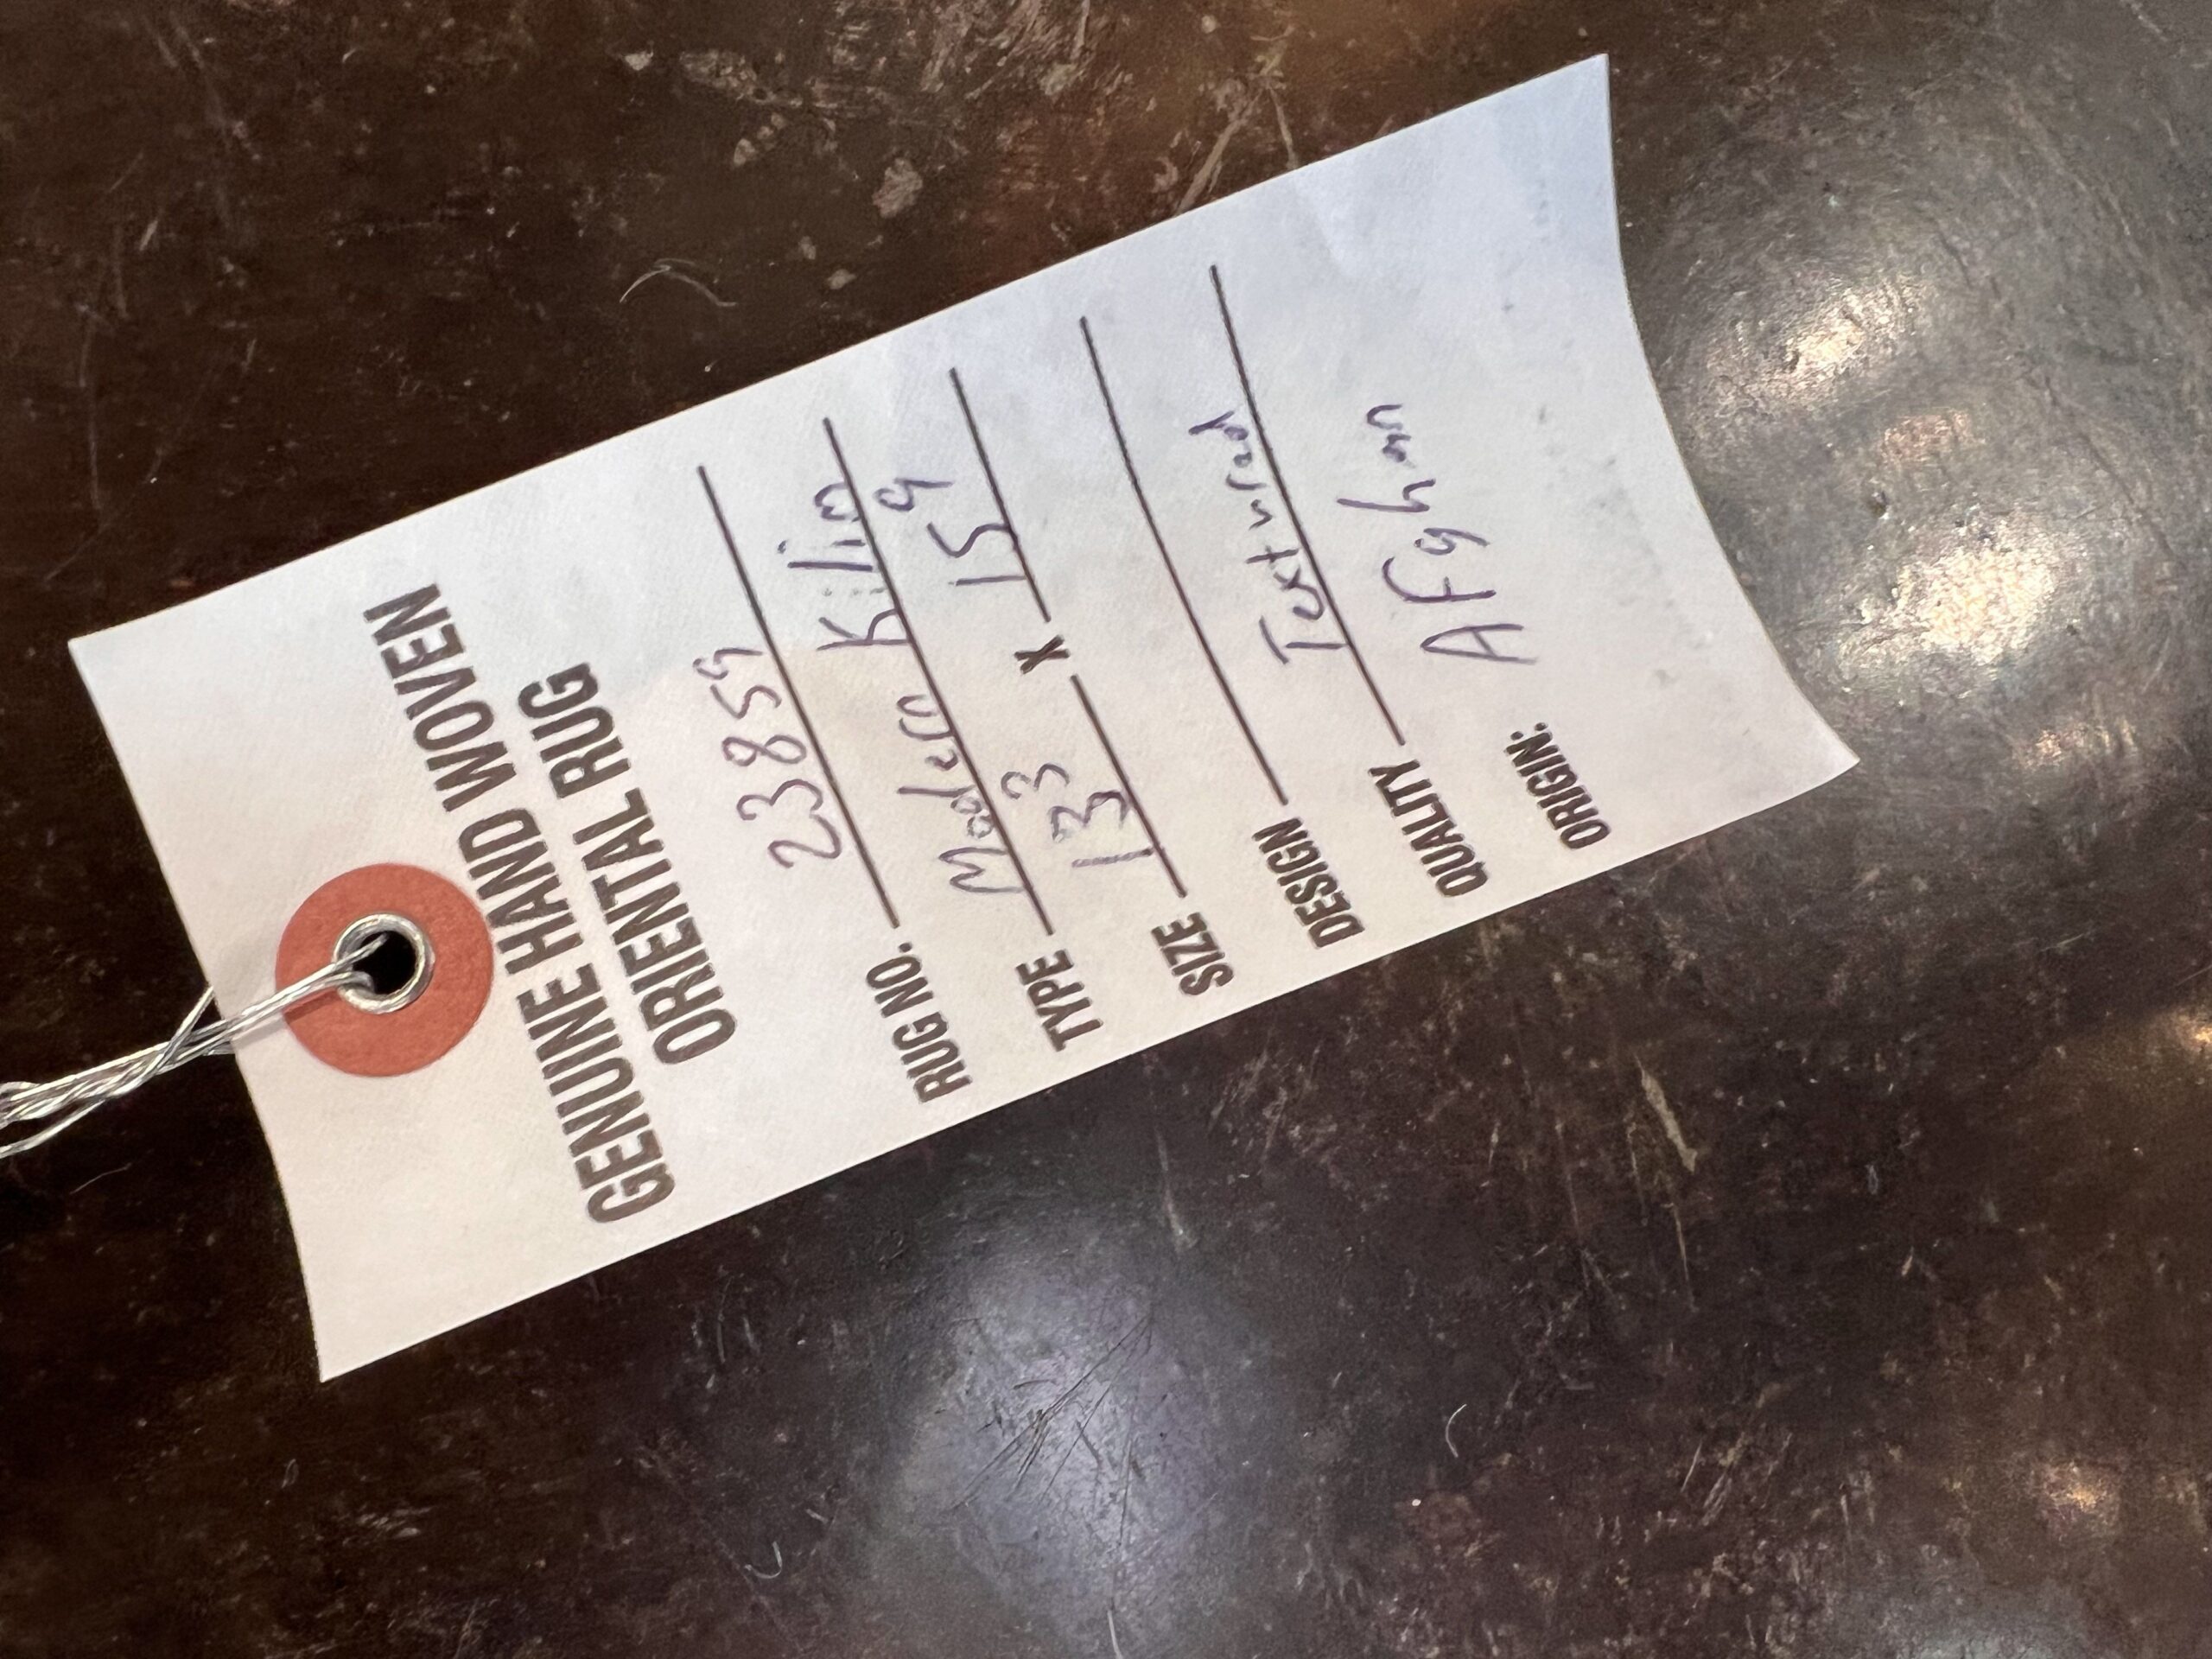 GENUINE HAND WOVEN
ORIENTAL RUG
RUG NO. 23859
TYPE Modern Kilim
SIZE 13³ X 15⁹
DESIGN
QUALITY Textured
ORIGIN: AFghan